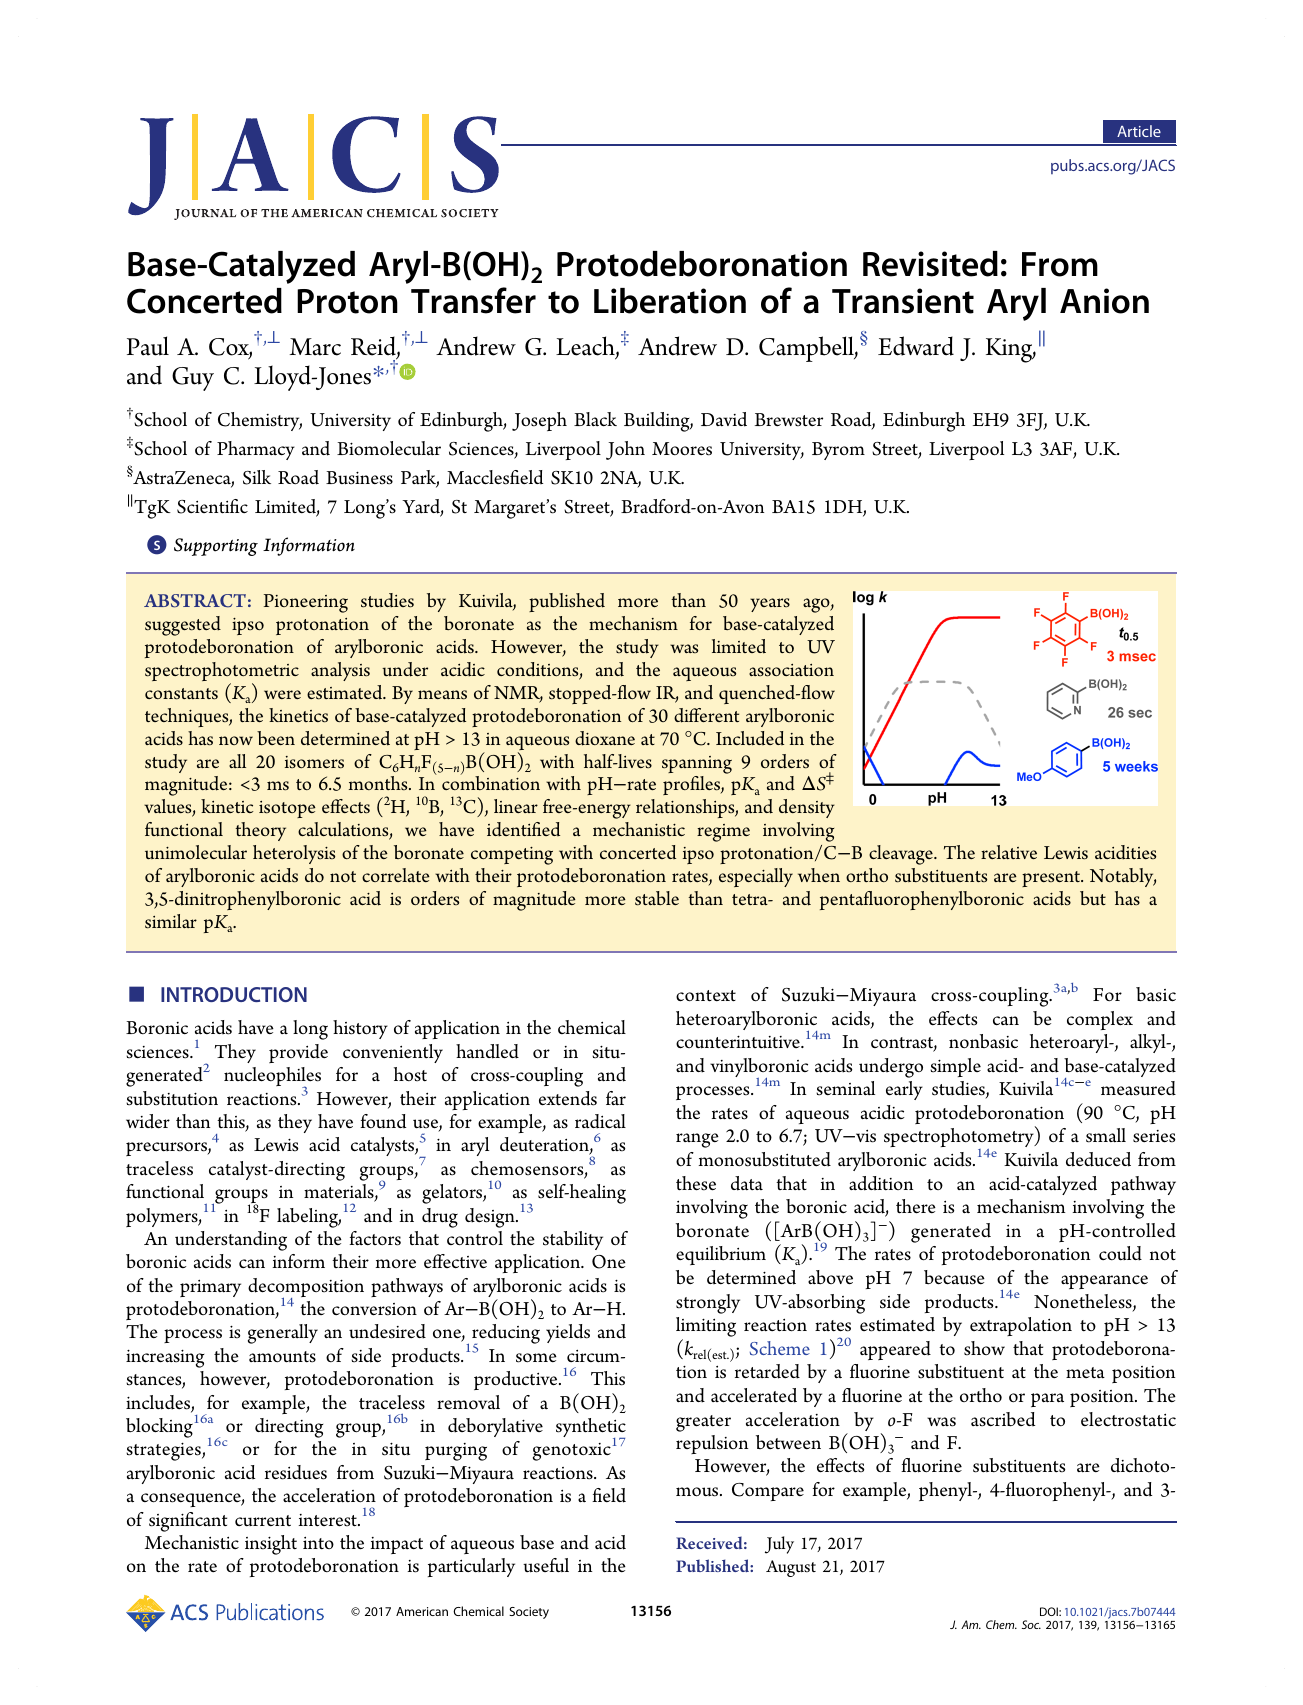 J|A|C|S
JOURNAL OF THE AMERICAN CHEMICAL SOCIETY
Article
pubs.acs.org/JACS
Base-Catalyzed Aryl-B(OH)2 Protodeboronation Revisited: From
Concerted Proton Transfer to Liberation of a Transient Aryl Anion
Paul A. Cox,†,⊥ Marc Reid,†,⊥ Andrew G. Leach,‡ Andrew D. Campbell,§ Edward J. King,∥
and Guy C. Lloyd-Jones*,† iD
†School of Chemistry, University of Edinburgh, Joseph Black Building, David Brewster Road, Edinburgh EH9 3FJ, U.K.
‡School of Pharmacy and Biomolecular Sciences, Liverpool John Moores University, Byrom Street, Liverpool L3 3AF, U.K.
§AstraZeneca, Silk Road Business Park, Macclesfield SK10 2NA, U.K.
∥TgK Scientific Limited, 7 Long's Yard, St Margaret's Street, Bradford-on-Avon BA15 1DH, U.K.
S Supporting Information
ABSTRACT: Pioneering studies by Kuivila, published more than 50 years ago,
suggested ipso protonation of the boronate as the mechanism for base-catalyzed
protodeboronation of arylboronic acids. However, the study was limited to UV
spectrophotometric analysis under acidic conditions, and the aqueous association
constants (Ka) were estimated. By means of NMR, stopped-flow IR, and quenched-flow
techniques, the kinetics of base-catalyzed protodeboronation of 30 different arylboronic
acids has now been determined at pH > 13 in aqueous dioxane at 70 °C. Included in the
study are all 20 isomers of C6HnF(5−n)B(OH)2 with half-lives spanning 9 orders of
magnitude: <3 ms to 6.5 months. In combination with pH−rate profiles, pKa and ΔS‡
values, kinetic isotope effects (2H, 10B, 13C), linear free-energy relationships, and density
functional theory calculations, we have identified a mechanistic regime involving
unimolecular heterolysis of the boronate competing with concerted ipso protonation/C−B cleavage. The relative Lewis acidities
of arylboronic acids do not correlate with their protodeboronation rates, especially when ortho substituents are present. Notably,
3,5-dinitrophenylboronic acid is orders of magnitude more stable than tetra- and pentafluorophenylboronic acids but has a
similar pKa.
log k
0
pH
13
F
F
B(OH)2
t0.5
F
F
F
3 msec
B(OH)2
N
26 sec
B(OH)2
MeO
5 weeks
■ INTRODUCTION
Boronic acids have a long history of application in the chemical
sciences.1 They provide conveniently handled or in situ-
generated2 nucleophiles for a host of cross-coupling and
substitution reactions.3 However, their application extends far
wider than this, as they have found use, for example, as radical
precursors,4 as Lewis acid catalysts,5 in aryl deuteration,6 as
traceless catalyst-directing groups,7 as chemosensors,8 as
functional groups in materials,9 as gelators,10 as self-healing
polymers,11 in 18F labeling,12 and in drug design.13
An understanding of the factors that control the stability of
boronic acids can inform their more effective application. One
of the primary decomposition pathways of arylboronic acids is
protodeboronation,14 the conversion of Ar−B(OH)2 to Ar−H.
The process is generally an undesired one, reducing yields and
increasing the amounts of side products.15 In some circum-
stances, however, protodeboronation is productive.16 This
includes, for example, the traceless removal of a B(OH)2
blocking16a or directing group,16b in deborylative synthetic
strategies,16c or for the in situ purging of genotoxic17
arylboronic acid residues from Suzuki−Miyaura reactions. As
a consequence, the acceleration of protodeboronation is a field
of significant current interest.18
Mechanistic insight into the impact of aqueous base and acid
on the rate of protodeboronation is particularly useful in the
context of Suzuki−Miyaura cross-coupling.3a,b For basic
heteroarylboronic acids, the effects can be complex and
counterintuitive.14m In contrast, nonbasic heteroaryl-, alkyl-,
and vinylboronic acids undergo simple acid- and base-catalyzed
processes.14m In seminal early studies, Kuivila14c−e measured
the rates of aqueous acidic protodeboronation (90 °C, pH
range 2.0 to 6.7; UV−vis spectrophotometry) of a small series
of monosubstituted arylboronic acids.14e Kuivila deduced from
these data that in addition to an acid-catalyzed pathway
involving the boronic acid, there is a mechanism involving the
boronate ([ArB(OH)3]−) generated in a pH-controlled
equilibrium (Ka).19 The rates of protodeboronation could not
be determined above pH 7 because of the appearance of
strongly UV-absorbing side products.14e Nonetheless, the
limiting reaction rates estimated by extrapolation to pH > 13
(krel(est.); Scheme 1)20 appeared to show that protodeborona-
tion is retarded by a fluorine substituent at the meta position
and accelerated by a fluorine at the ortho or para position. The
greater acceleration by o-F was ascribed to electrostatic
repulsion between B(OH)3− and F.
However, the effects of fluorine substituents are dichoto-
mous. Compare for example, phenyl-, 4-fluorophenyl-, and 3-
Received: July 17, 2017
Published: August 21, 2017
ACS Publications
© 2017 American Chemical Society
13156
DOI: 10.1021/jacs.7b07444
J. Am. Chem. Soc. 2017, 139, 13156−13165